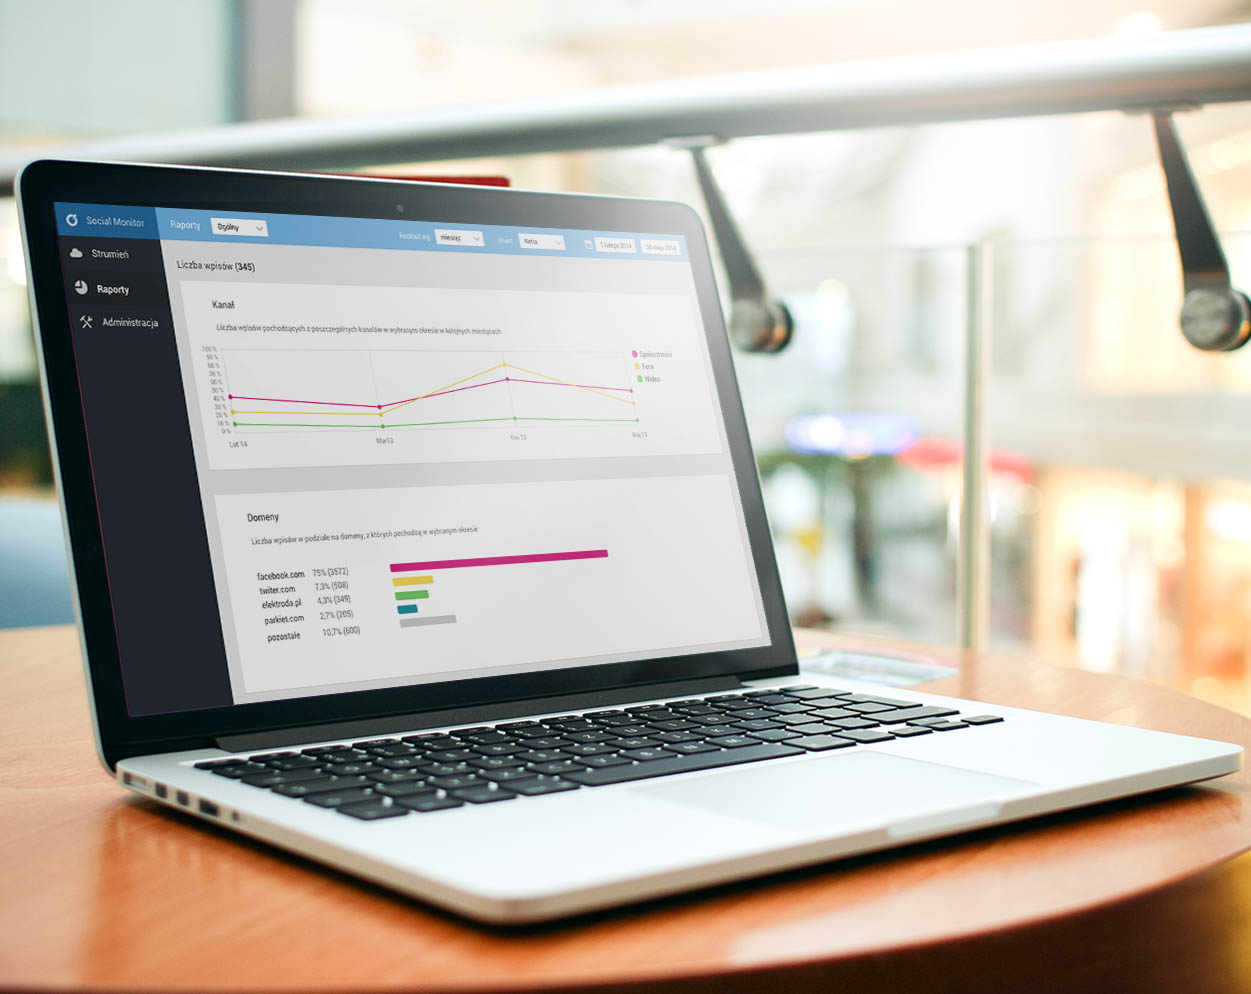 Social Monitor
Raporty
Ogólny
Rozkład wg
miesiąc
Klient
Netia
1 lutego 2014
30 maja 2014
Strumień
Raporty
Administracja
Liczba wpisów (345)
Kanał
Liczba wpisów pochodzących z poszczególnych kanałów w wybranym okresie w kolejnych miesiącach
100 %
90 %
80 %
70 %
60 %
50 %
40 %
30 %
20 %
10 %
0 %
Społeczności
Fora
Wideo
Lut 14
Mar13
Kwi 13
Maj 13
Domeny
Liczba wpisów w podziale na domeny, z których pochodzą w wybranym okresie
facebook.com 75% (3572)
twiter.com 7,3% (508)
elektroda.pl 4,3% (349)
parkiet.com 2,7% (205)
pozostałe 10,7% (600)